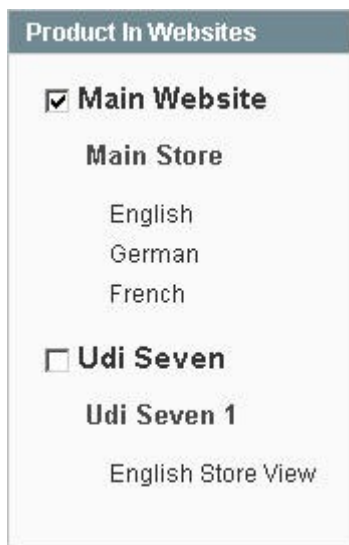 Product In Websites
Main Website
Main Store
English
German
French
Udi Seven
Udi Seven 1
English Store View